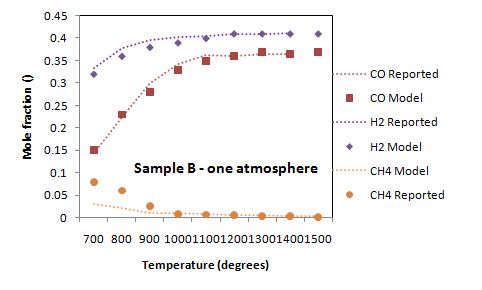 0.45
0.4
0.35
0.3
0.25
0.2
0.15
0.1
0.05
0
Mole fraction ()
Sample B - one atmosphere
700 800 900 1000 1100 1200 1300 1400 1500
Temperature (degrees)
CO Reported
CO Model
H2 Reported
H2 Model
CH4 Model
CH4 Reported